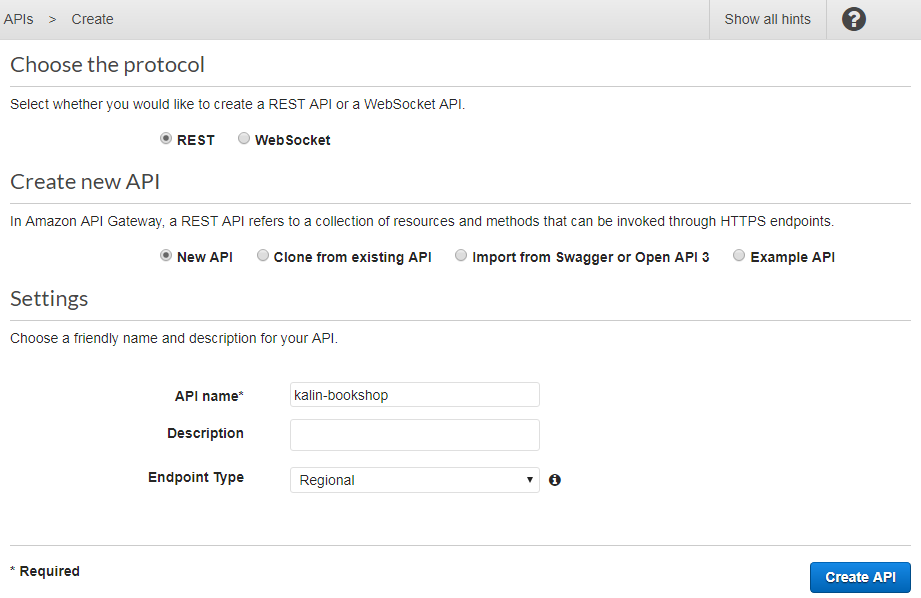 APIs > Create Show all hints ?
Choose the protocol
Select whether you would like to create a REST API or a WebSocket API.
REST WebSocket
Create new API
In Amazon API Gateway, a REST API refers to a collection of resources and methods that can be invoked through HTTPS endpoints.
New API Clone from existing API Import from Swagger or Open API 3 Example API
Settings
Choose a friendly name and description for your API.
API name* kalin-bookshop
Description
Endpoint Type Regional
* Required Create API